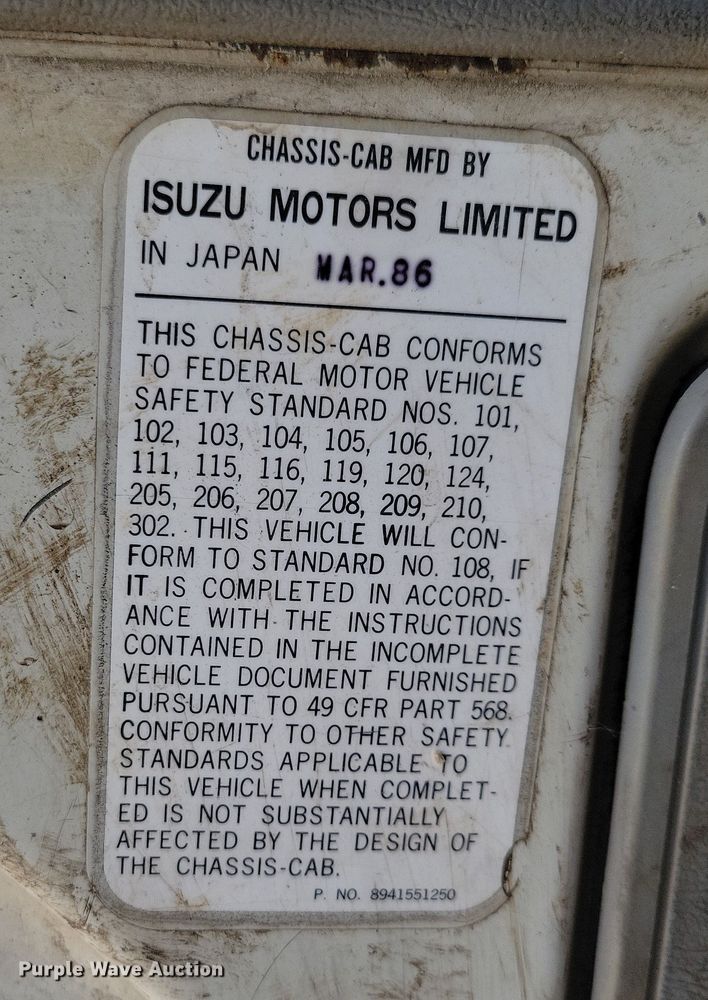 CHASSIS-CAB MFD BY
ISUZU MOTORS LIMITED
IN JAPAN MAR.86
THIS CHASSIS-CAB CONFORMS
TO FEDERAL MOTOR VEHICLE
SAFETY STANDARD NOS. 101,
102, 103, 104, 105, 106, 107,
111, 115, 116, 119, 120, 124,
205, 206, 207, 208, 209, 210,
302. THIS VEHICLE WILL CON-
FORM TO STANDARD NO. 108, IF
IT IS COMPLETED IN ACCORD-
ANCE WITH THE INSTRUCTIONS
CONTAINED IN THE INCOMPLETE
VEHICLE DOCUMENT FURNISHED
PURSUANT TO 49 CFR PART 568.
CONFORMITY TO OTHER SAFETY
STANDARDS APPLICABLE TO
THIS VEHICLE WHEN COMPLET-
ED IS NOT SUBSTANTIALLY
AFFECTED BY THE DESIGN OF
THE CHASSIS-CAB.
P. NO. 8941551250
Purple Wave Auction